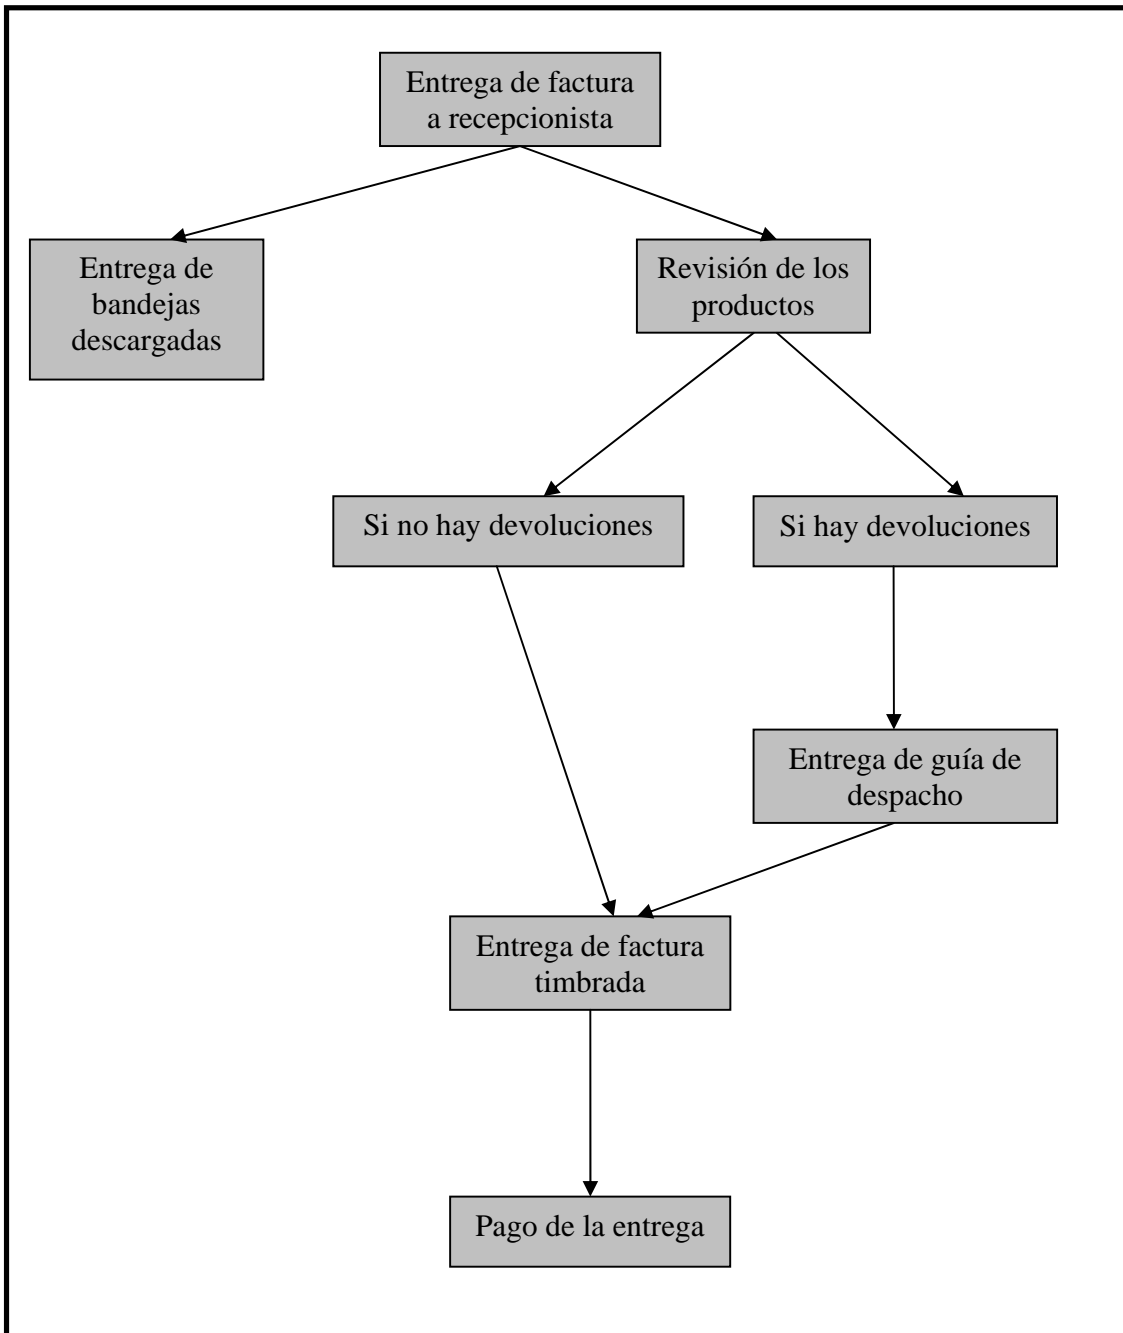 Entrega de factura
a recepcionista
Entrega de
bandejas
descargadas
Revisión de los
productos
Si no hay devoluciones
Si hay devoluciones
Entrega de guía de
despacho
Entrega de factura
timbrada
Pago de la entrega